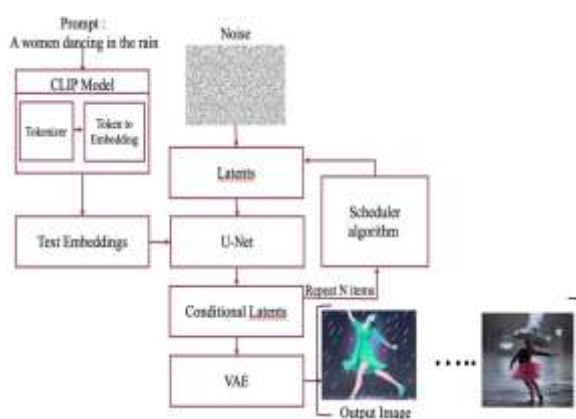 Prompt :
A women dancing in the rain
CLIP Model
Tokenizer
Token to
Embedding
Text Embeddings
Noise
Latents
U-Net
Conditional Latents
VAE
Scheduler
algorithm
Repeat N items
Output Image